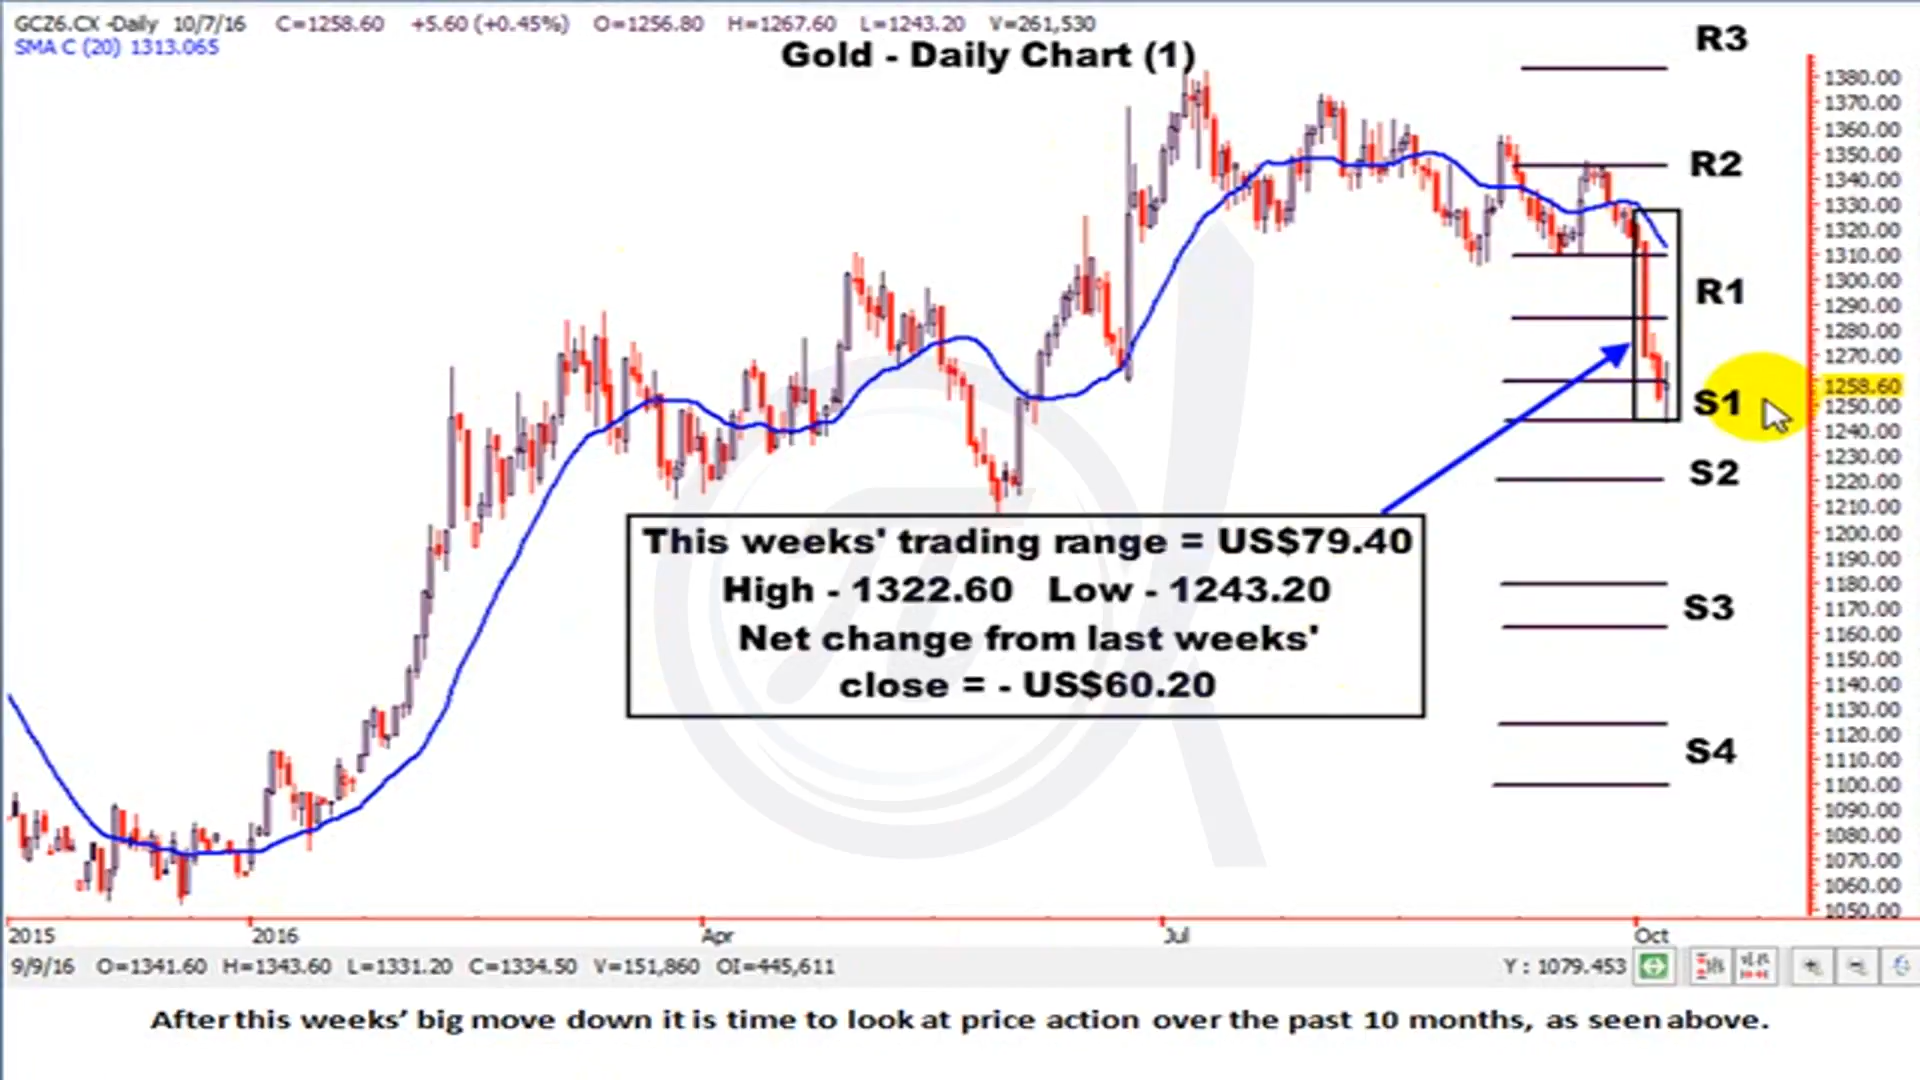 GCZ6.CX -Daily 10/7/16 C=1258.60 +5.60 (+0.45%) O=1256.80 H=1267.60 L=1243.20 V=261,530
SMA C (20) 1313.065
Gold - Daily Chart (1)
R3
R2
R1
S1
S2
S3
S4
1380.00
1370.00
1360.00
1350.00
1340.00
1330.00
1320.00
1310.00
1300.00
1290.00
1280.00
1270.00
1258.60
1250.00
1240.00
1230.00
1220.00
1210.00
1200.00
1190.00
1180.00
1170.00
1160.00
1150.00
1140.00
1130.00
1120.00
1110.00
1100.00
1090.00
1080.00
1070.00
1060.00
1050.00
This weeks' trading range = US$79.40
High - 1322.60 Low - 1243.20
Net change from last weeks'
close = - US$60.20
2015 2016 Apr Jul Oct
9/9/16 O=1341.60 H=1343.60 L=1331.20 C=1334.50 V=151,860 OI=445,611 Y : 1079.453
After this weeks’ big move down it is time to look at price action over the past 10 months, as seen above.